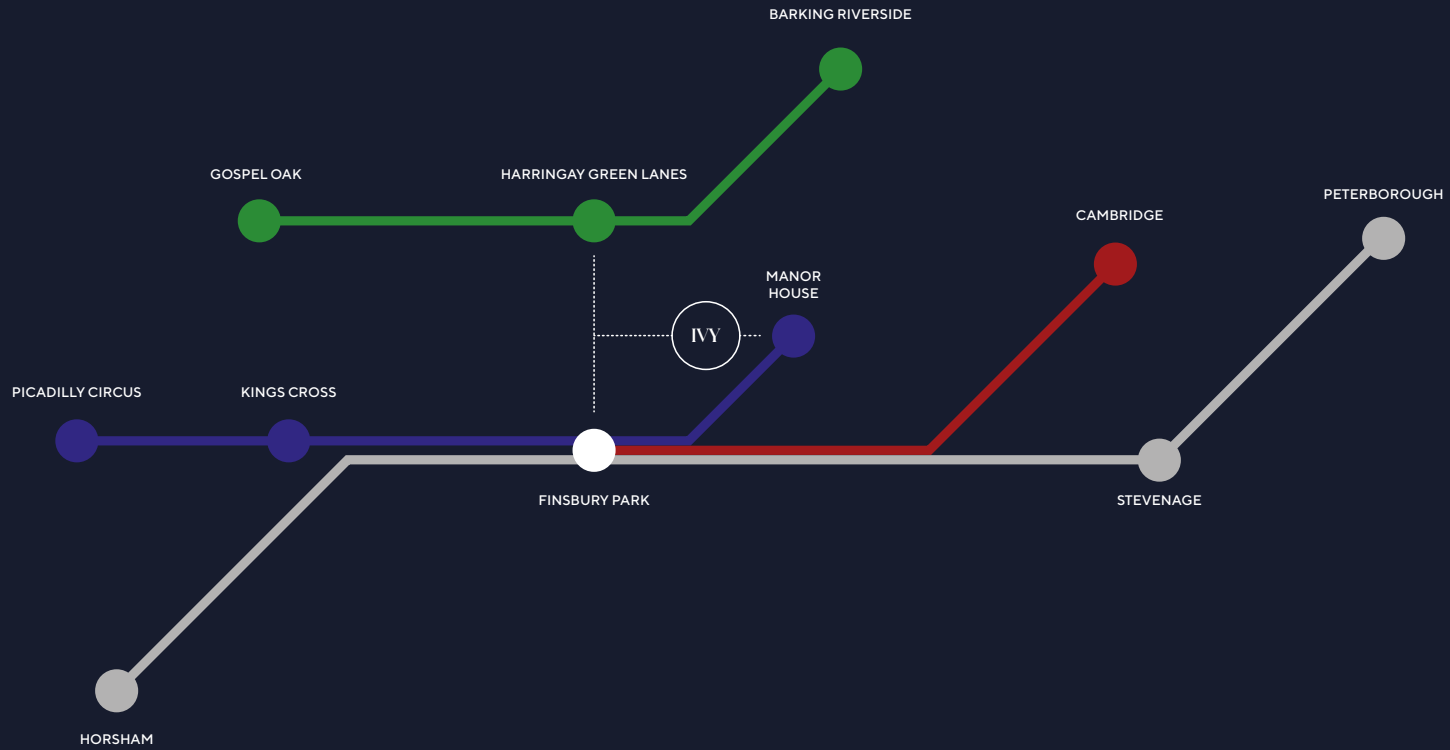 BARKING RIVERSIDE
GOSPEL OAK
HARRINGAY GREEN LANES
PETERBOROUGH
CAMBRIDGE
MANOR
HOUSE
IVY
PICADILLY CIRCUS
KINGS CROSS
FINSBURY PARK
STEVENAGE
HORSHAM